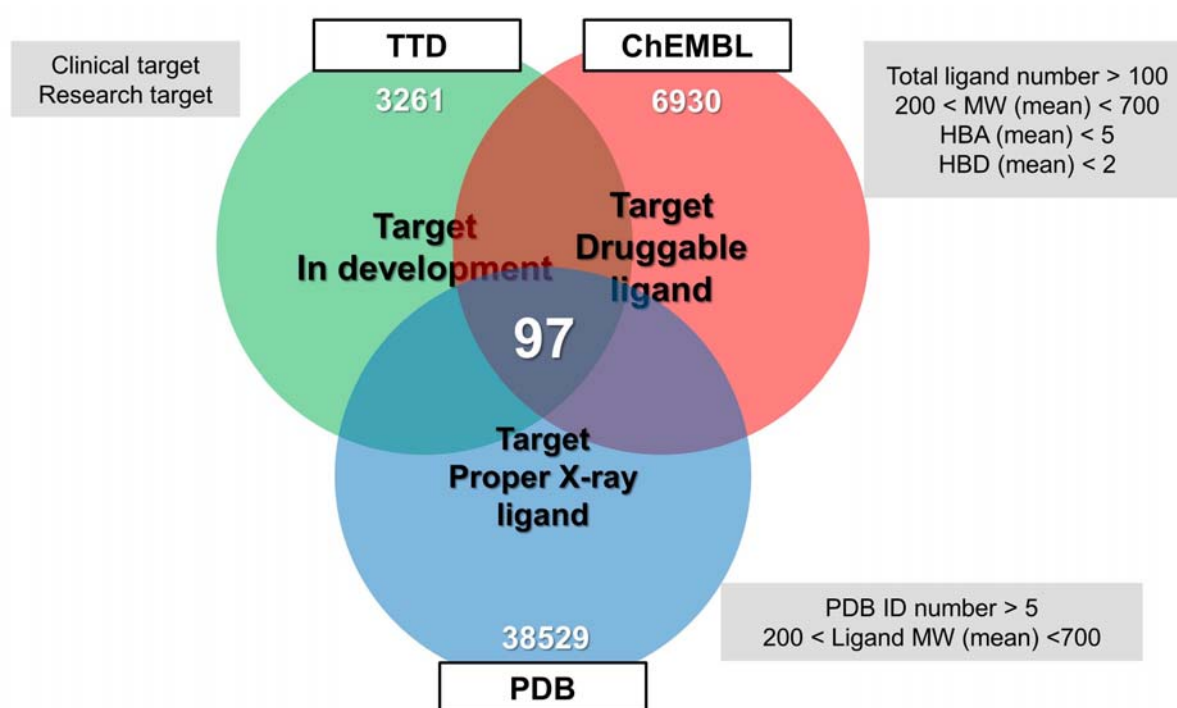 TTD
ChEMBL
Clinical target
Research target
3261
6930
Total ligand number > 100
200 < MW (mean) < 700
HBA (mean) < 5
HBD (mean) < 2
Target
In development
Target
Druggable
ligand
97
Target
Proper X-ray
ligand
PDB ID number > 5
200 < Ligand MW (mean) <700
38529
PDB